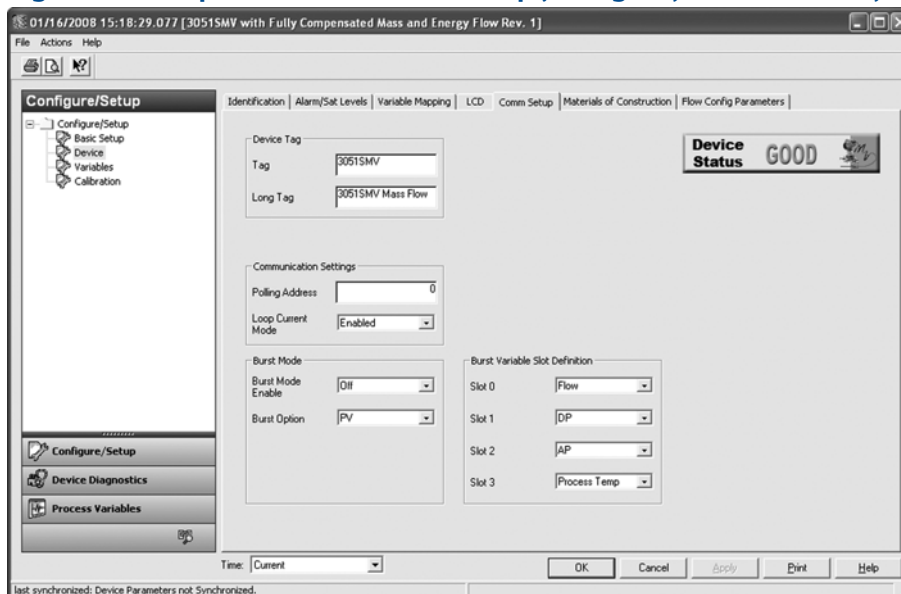 01/16/2008 15:18:29.077 [3051SMV with Fully Compensated Mass and Energy Flow Rev. 1]
File Actions Help
Configure/Setup
Configure/Setup
Basic Setup
Device
Variables
Calibration
Configure/Setup
Device Diagnostics
Process Variables
Identification Alarm/Sat Levels Variable Mapping LCD Comm Setup Materials of Construction Flow Config Parameters
Device Tag
Tag 3051SMV
Long Tag 3051SMV Mass Flow
Device Status GOOD
Communication Settings
Polling Address 0
Loop Current Mode Enabled
Burst Mode
Burst Mode Enable Off
Burst Option PV
Burst Variable Slot Definition
Slot 0 Flow
Slot 1 DP
Slot 2 AP
Slot 3 Process Temp
Time: Current
OK Cancel Apply Print Help
last synchronized: Device Parameters not Synchronized.